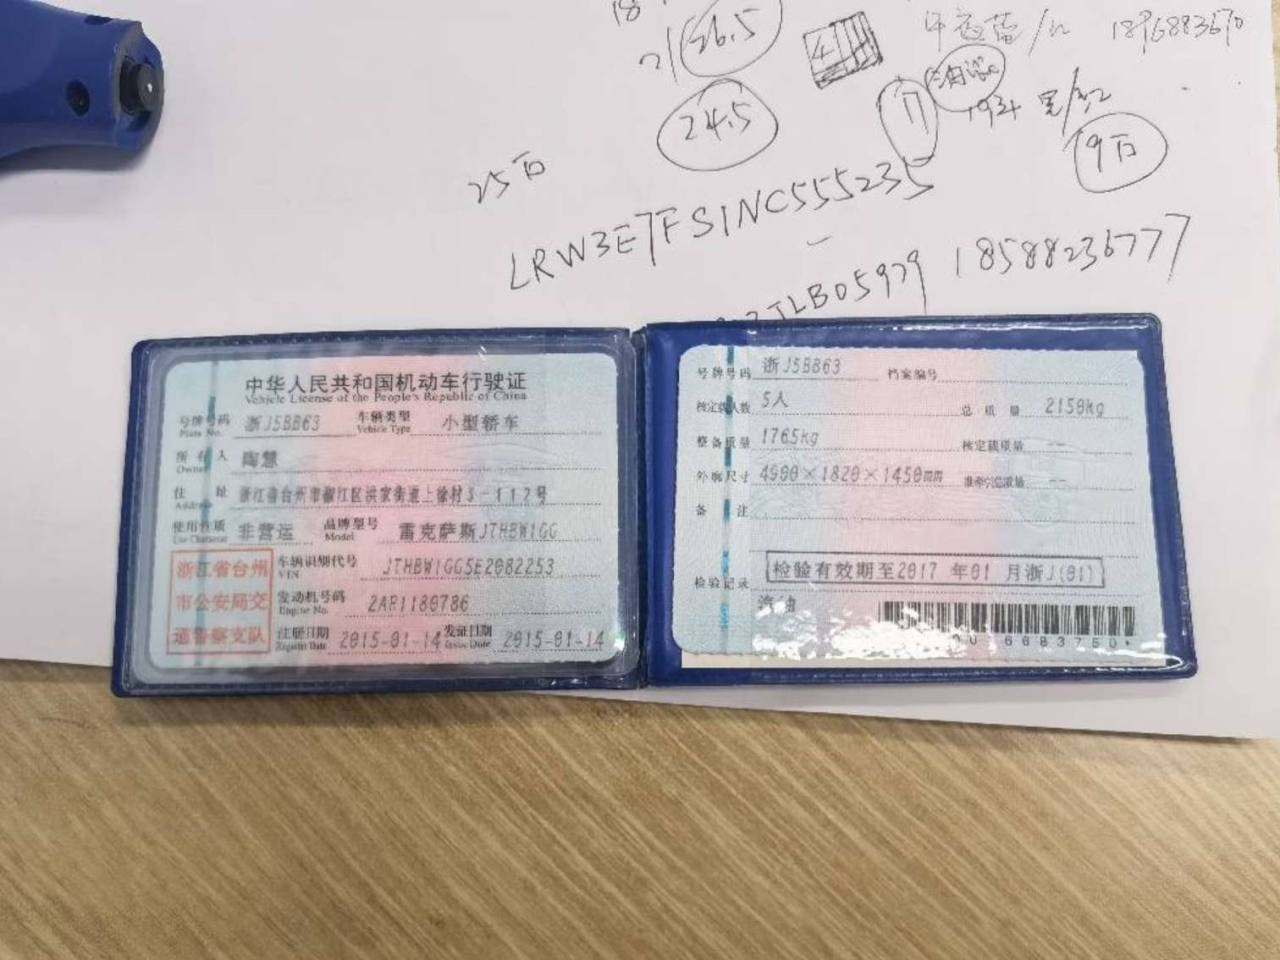 26.5
24.5
17
1934 黑/红
9万
25万
LRW3E7FS1NC555235
LB05979 18588236777
中华人民共和国机动车行驶证
Vehicle License of the People's Republic of China
号牌号码 浙J5BB63 车辆类型 小型轿车
Plate No. Vehicle Type
所有人 陶慧
Owner
住址 浙江省台州市椒江区洪家街道上徐村3-112号
Address
使用性质 非营运 品牌型号 雷克萨斯JTHBW1GG
Use Character Model
浙江省台州
市公安局交
通警察支队
车辆识别代号 JTHBW1GG5E2082253
VIN
发动机号码 2AR1180786
Engine No.
注册日期 2015-01-14 发证日期 2015-01-14
Register Date Issue Date
号牌号码 浙J5BB63 档案编号
核定载人数 5人 总质量 2150kg
整备质量 1765kg 核定载质量 --
外廓尺寸 4900×1820×1450mm 准牵引总质量 --
备注
检验记录 检验有效期至2017年01月浙J(01)
汽油